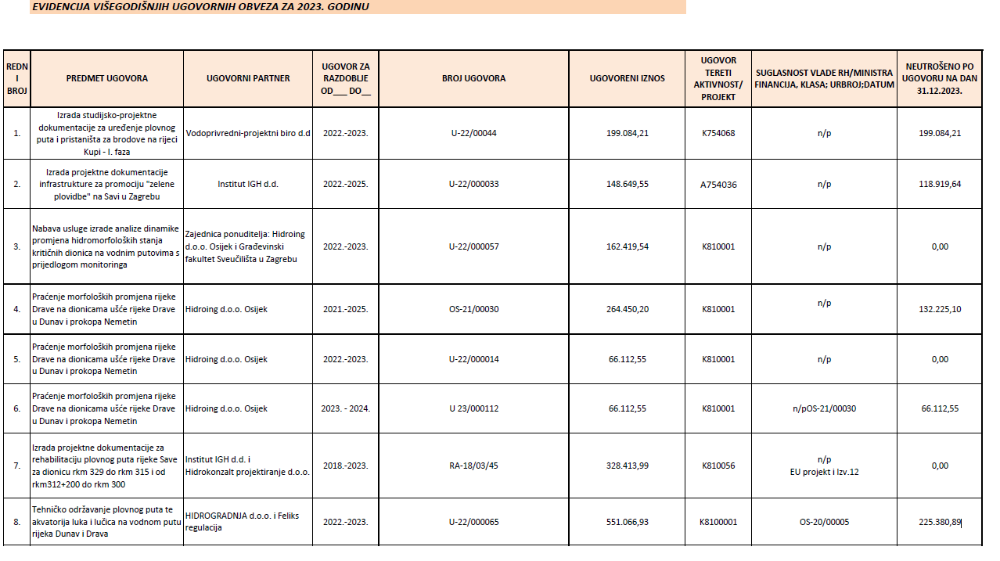 EVIDENCIJA VIŠEGODIŠNJIH UGOVORNIH OBVEZA ZA 2023. GODINU
REDN
I
BROJ
PREDMET UGOVORA
UGOVORNI PARTNER
UGOVOR ZA
RAZDOBLJE
OD___ DO__
BROJ UGOVORA
UGOVORENI IZNOS
UGOVOR
TERETI
AKTIVNOST/
PROJEKT
SUGLASNOST VLADE RH/MINISTRA
FINANCIJA, KLASA; URBROJ;DATUM
NEUTROŠENO PO
UGOVORU NA DAN
31.12.2023.
1.
Izrada studijsko-projektne
dokumentacije za uređenje plovnog
puta i pristaništa za brodove na rijeci
Kupi - I. faza
Vodoprivredni-projektni biro d.d
2022.-2023.
U-22/00044
199.084,21
K754068
n/p
199.084,21
2.
Izrada projektne dokumentacije
infrastrukture za promociju "zelene
plovidbe" na Savi u Zagrebu
Institut IGH d.d.
2022.-2025.
U-22/000033
148.649,55
A754036
n/p
118.919,64
3.
Nabava usluge izrade analize dinamike
promjena hidromorfoloških stanja
kritičnih dionica na vodnim putovima s
prijedlogom monitoringa
Zajednica ponuditelja: Hidroing
d.o.o. Osijek i Građevinski
fakultet Sveučilišta u Zagrebu
2022.-2023.
U-22/000057
162.419,54
K810001
n/p
0,00
4.
Praćenje morfoloških promjena rijeke
Drave na dionicama ušće rijeke Drave
u Dunav i prokopa Nemetin
Hidroing d.o.o. Osijek
2021.-2025.
OS-21/00030
264.450,20
K810001
n/p
132.225,10
5.
Praćenje morfoloških promjena rijeke
Drave na dionicama ušće rijeke Drave
u Dunav i prokopa Nemetin
Hidroing d.o.o. Osijek
2022.-2023.
U-22/000014
66.112,55
K810001
n/p
0,00
6.
Praćenje morfoloških promjena rijeke
Drave na dionicama ušće rijeke Drave
u Dunav i prokopa Nemetin
Hidroing d.o.o. Osijek
2023. - 2024.
U 23/000112
66.112,55
K810001
n/pOS-21/00030
66.112,55
7.
Izrada projektne dokumentacije za
rehabilitaciju plovnog puta rijeke Save
za dionicu rkm 329 do rkm 315 i od
rkm312+200 do rkm 300
Institut IGH d.d. i
Hidrokonzalt projektiranje d.o.o.
2018.-2023.
RA-18/03/45
328.413,99
K810056
n/p
EU projekt i Izv.12
0,00
8.
Tehničko održavanje plovnog puta te
akvatorija luka i lučica na vodnom putu
rijeka Dunav i Drava
HIDROGRADNJA d.o.o. i Feliks
regulacija
2022.-2023.
U-22/000065
551.066,93
K8100001
OS-20/00005
225.380,89